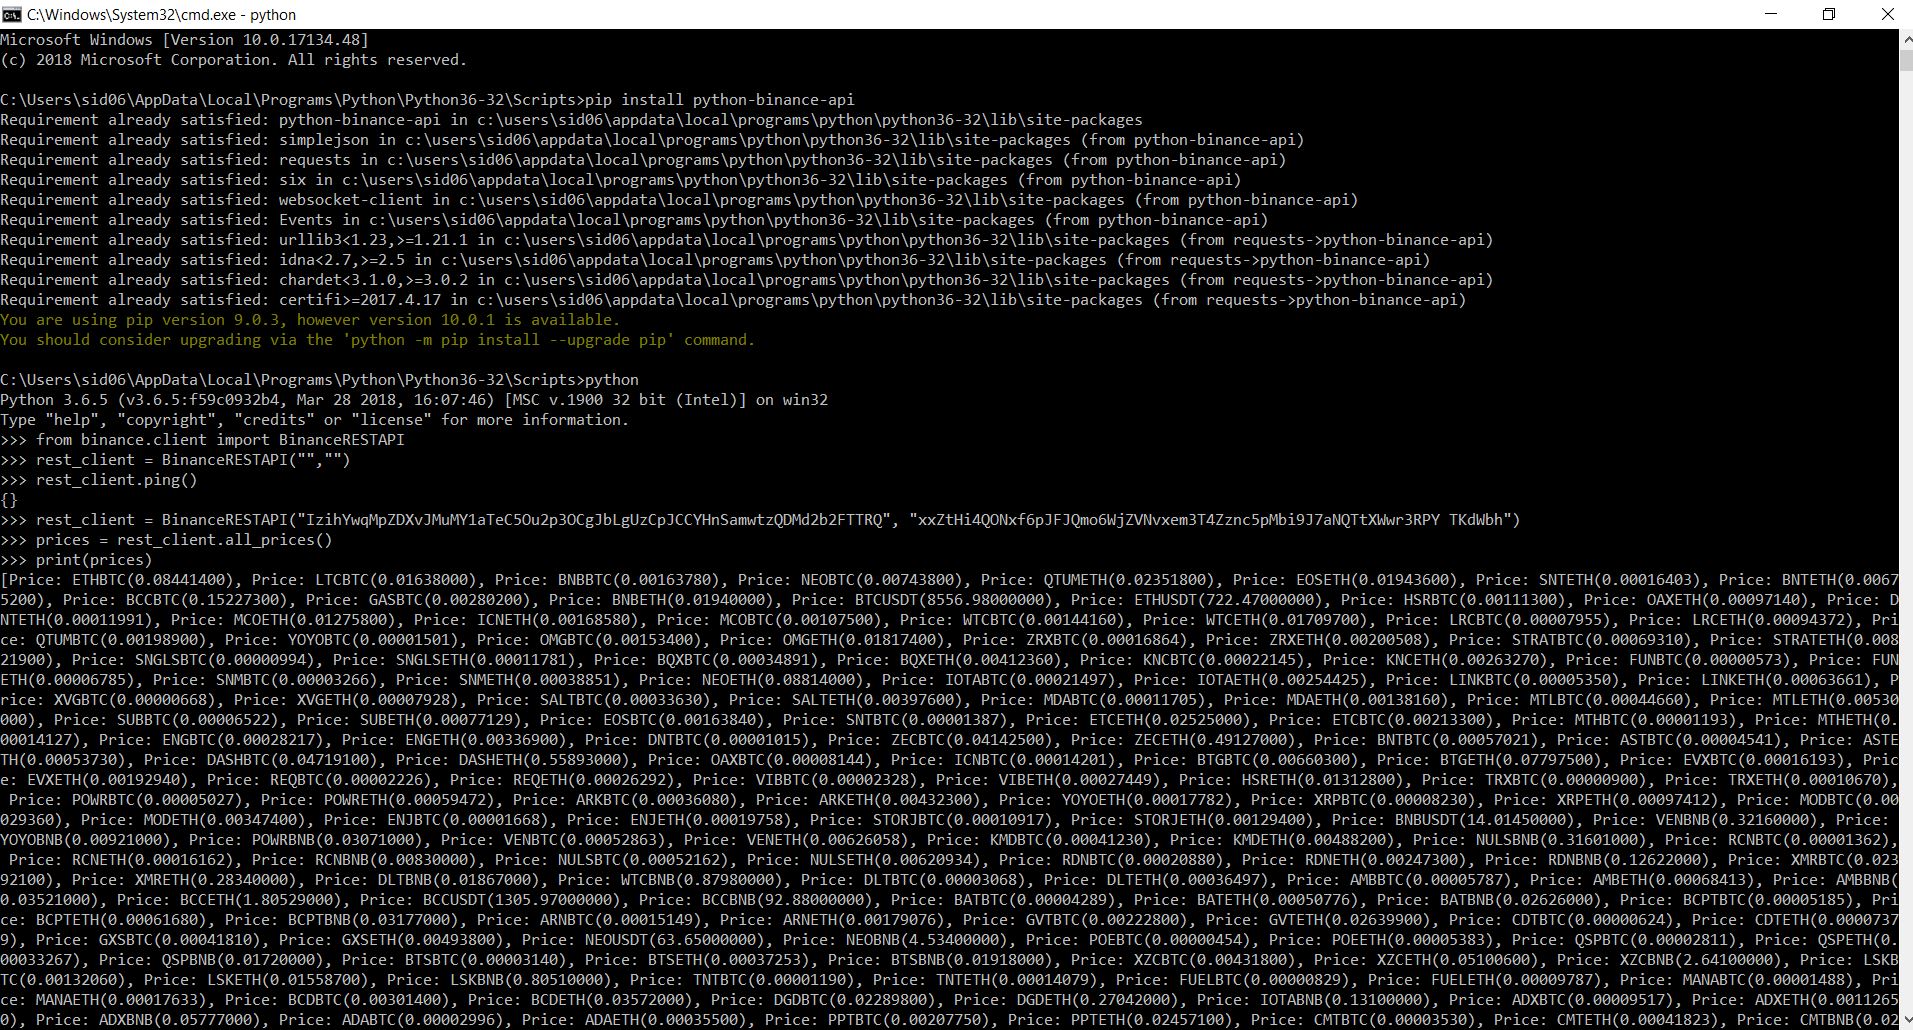 C:\Windows\System32\cmd.exe - python
Microsoft Windows [Version 10.0.17134.48]
(c) 2018 Microsoft Corporation. All rights reserved.
C:\Users\sid06\AppData\Local\Programs\Python\Python36-32\Scripts>pip install python-binance-api
Requirement already satisfied: python-binance-api in c:\users\sid06\appdata\local\programs\python\python36-32\lib\site-packages
Requirement already satisfied: simplejson in c:\users\sid06\appdata\local\programs\python\python36-32\lib\site-packages (from python-binance-api)
Requirement already satisfied: requests in c:\users\sid06\appdata\local\programs\python\python36-32\lib\site-packages (from python-binance-api)
Requirement already satisfied: six in c:\users\sid06\appdata\local\programs\python\python36-32\lib\site-packages (from python-binance-api)
Requirement already satisfied: websocket-client in c:\users\sid06\appdata\local\programs\python\python36-32\lib\site-packages (from python-binance-api)
Requirement already satisfied: Events in c:\users\sid06\appdata\local\programs\python\python36-32\lib\site-packages (from python-binance-api)
Requirement already satisfied: urllib3<1.23,>=1.21.1 in c:\users\sid06\appdata\local\programs\python\python36-32\lib\site-packages (from requests->python-binance-api)
Requirement already satisfied: idna<2.7,>=2.5 in c:\users\sid06\appdata\local\programs\python\python36-32\lib\site-packages (from requests->python-binance-api)
Requirement already satisfied: chardet<3.1.0,>=3.0.2 in c:\users\sid06\appdata\local\programs\python\python36-32\lib\site-packages (from requests->python-binance-api)
Requirement already satisfied: certifi>=2017.4.17 in c:\users\sid06\appdata\local\programs\python\python36-32\lib\site-packages (from requests->python-binance-api)
You are using pip version 9.0.3, however version 10.0.1 is available.
You should consider upgrading via the 'python -m pip install --upgrade pip' command.
C:\Users\sid06\AppData\Local\Programs\Python\Python36-32\Scripts>python
Python 3.6.5 (v3.6.5:f59c0932b4, Mar 28 2018, 16:07:46) [MSC v.1900 32 bit (Intel)] on win32
Type "help", "copyright", "credits" or "license" for more information.
>>> from binance.client import BinanceRESTAPI
>>> rest_client = BinanceRESTAPI("","")
>>> rest_client.ping()
{}
>>> rest_client = BinanceRESTAPI("IzihYwqMpZDXvJMuMY1aTeC5Ou2p3OCgJbLgUzCpJCCYHnSamwtzQDMd2b2FTTRQ", "xxZtHi4QONxf6pJFJQmo6WjZVNvxem3T4Zznc5pMbi9J7aNQTtXWwr3RPY TKdWbh")
>>> prices = rest_client.all_prices()
>>> print(prices)
[Price: ETHBTC(0.08441400), Price: LTCBTC(0.01638000), Price: BNBBTC(0.00163780), Price: NEOBTC(0.00743800), Price: QTUMETH(0.02351800), Price: EOSETH(0.01943600), Price: SNTETH(0.00016403), Price: BNTETH(0.0067
5200), Price: BCCBTC(0.15227300), Price: GASBTC(0.00280200), Price: BNBETH(0.01940000), Price: BTCUSDT(8556.98000000), Price: ETHUSDT(722.47000000), Price: HSRBTC(0.00111300), Price: OAXETH(0.00097140), Price: D
NTETH(0.00011991), Price: MCOETH(0.01275800), Price: ICNETH(0.00168580), Price: MCOBTC(0.00107500), Price: WTCBTC(0.00144160), Price: WTCETH(0.01709700), Price: LRCBTC(0.00007955), Price: LRCETH(0.00094372), Pri
ce: QTUMBTC(0.00198900), Price: YOYOBTC(0.00001501), Price: OMGBTC(0.00153400), Price: OMGETH(0.01817400), Price: ZRXBTC(0.00016864), Price: ZRXETH(0.00200508), Price: STRATBTC(0.00069310), Price: STRATETH(0.008
21900), Price: SNGLSBTC(0.00000994), Price: SNGLSETH(0.00011781), Price: BQXBTC(0.00034891), Price: BQXETH(0.00412360), Price: KNCBTC(0.00022145), Price: KNCETH(0.00263270), Price: FUNBTC(0.00000573), Price: FUN
ETH(0.00006785), Price: SNMBTC(0.00003266), Price: SNMETH(0.00038851), Price: NEOETH(0.08814000), Price: IOTABTC(0.00021497), Price: IOTAETH(0.00254425), Price: LINKBTC(0.00005350), Price: LINKETH(0.00063661), P
rice: XVGBTC(0.00000668), Price: XVGETH(0.00007928), Price: SALTBTC(0.00033630), Price: SALTETH(0.00397600), Price: MDABTC(0.00011705), Price: MDAETH(0.00138160), Price: MTLBTC(0.00044660), Price: MTLETH(0.00530
000), Price: SUBBTC(0.00006522), Price: SUBETH(0.00077129), Price: EOSBTC(0.00163840), Price: SNTBTC(0.00001387), Price: ETCETH(0.02525000), Price: ETCBTC(0.00213300), Price: MTHBTC(0.00001193), Price: MTHETH(0.
00014127), Price: ENGBTC(0.00028217), Price: ENGETH(0.00336900), Price: DNTBTC(0.00001015), Price: ZECBTC(0.04142500), Price: ZECETH(0.49127000), Price: BNTBTC(0.00057021), Price: ASTBTC(0.00004541), Price: ASTE
TH(0.00053730), Price: DASHBTC(0.04719100), Price: DASHETH(0.55893000), Price: OAXBTC(0.00008144), Price: ICNBTC(0.00014201), Price: BTGBTC(0.00660300), Price: BTGETH(0.07797500), Price: EVXBTC(0.00016193), Pric
e: EVXETH(0.00192940), Price: REQBTC(0.00002226), Price: REQETH(0.00026292), Price: VIBBTC(0.00002328), Price: VIBETH(0.00027449), Price: HSRETH(0.01312800), Price: TRXBTC(0.00000900), Price: TRXETH(0.00010670),
Price: POWRBTC(0.00005027), Price: POWRETH(0.00059472), Price: ARKBTC(0.00036080), Price: ARKETH(0.00432300), Price: YOYOETH(0.00017782), Price: XRPBTC(0.00008230), Price: XRPETH(0.00097412), Price: MODBTC(0.00
029360), Price: MODETH(0.00347400), Price: ENJBTC(0.00001668), Price: ENJETH(0.00019758), Price: STORJBTC(0.00010917), Price: STORJETH(0.00129400), Price: BNBUSDT(14.01450000), Price: VENBNB(0.32160000), Price:
YOYOBNB(0.00921000), Price: POWRBNB(0.03071000), Price: VENBTC(0.00052863), Price: VENETH(0.00626058), Price: KMDBTC(0.00041230), Price: KMDETH(0.00488200), Price: NULSBNB(0.31601000), Price: RCNBTC(0.00001362),
Price: RCNETH(0.00016162), Price: RCNBNB(0.00830000), Price: NULSBTC(0.00052162), Price: NULSETH(0.00620934), Price: RDNBTC(0.00020880), Price: RDNETH(0.00247300), Price: RDNBNB(0.12622000), Price: XMRBTC(0.023
92100), Price: XMRETH(0.28340000), Price: DLTBNB(0.01867000), Price: WTCBNB(0.87980000), Price: DLTBTC(0.00003068), Price: DLTETH(0.00036497), Price: AMBBTC(0.00005787), Price: AMBETH(0.00068413), Price: AMBBNB(
0.03521000), Price: BCCETH(1.80529000), Price: BCCUSDT(1305.97000000), Price: BCCBNB(92.88000000), Price: BATBTC(0.00004289), Price: BATETH(0.00050776), Price: BATBNB(0.02626000), Price: BCPTBTC(0.00005185), Pri
ce: BCPTETH(0.00061680), Price: BCPTBNB(0.03177000), Price: ARNBTC(0.00015149), Price: ARNETH(0.00179076), Price: GVTBTC(0.00222800), Price: GVTETH(0.02639900), Price: CDTBTC(0.00000624), Price: CDTETH(0.0000737
9), Price: GXSBTC(0.00041810), Price: GXSETH(0.00493800), Price: NEOUSDT(63.65000000), Price: NEOBNB(4.53400000), Price: POEBTC(0.00000454), Price: POEETH(0.00005383), Price: QSPBTC(0.00002811), Price: QSPETH(0.
00033267), Price: QSPBNB(0.01720000), Price: BTSBTC(0.00003140), Price: BTSETH(0.00037253), Price: BTSBNB(0.01918000), Price: XZCBTC(0.00431800), Price: XZCETH(0.05100600), Price: XZCBNB(2.64100000), Price: LSKB
TC(0.00132060), Price: LSKETH(0.01558700), Price: LSKBNB(0.80510000), Price: TNTBTC(0.00001190), Price: TNTETH(0.00014079), Price: FUELBTC(0.00000829), Price: FUELETH(0.00009787), Price: MANABTC(0.00001488), Pri
ce: MANAETH(0.00017633), Price: BCDBTC(0.00301400), Price: BCDETH(0.03572000), Price: DGDBTC(0.02289800), Price: DGDETH(0.27042000), Price: IOTABNB(0.13100000), Price: ADXBTC(0.00009517), Price: ADXETH(0.0011265
0), Price: ADXBNB(0.05777000), Price: ADABTC(0.00002996), Price: ADAETH(0.00035500), Price: PPTBTC(0.00207750), Price: PPTETH(0.02457100), Price: CMTBTC(0.00003530), Price: CMTETH(0.00041823), Price: CMTBNB(0.02